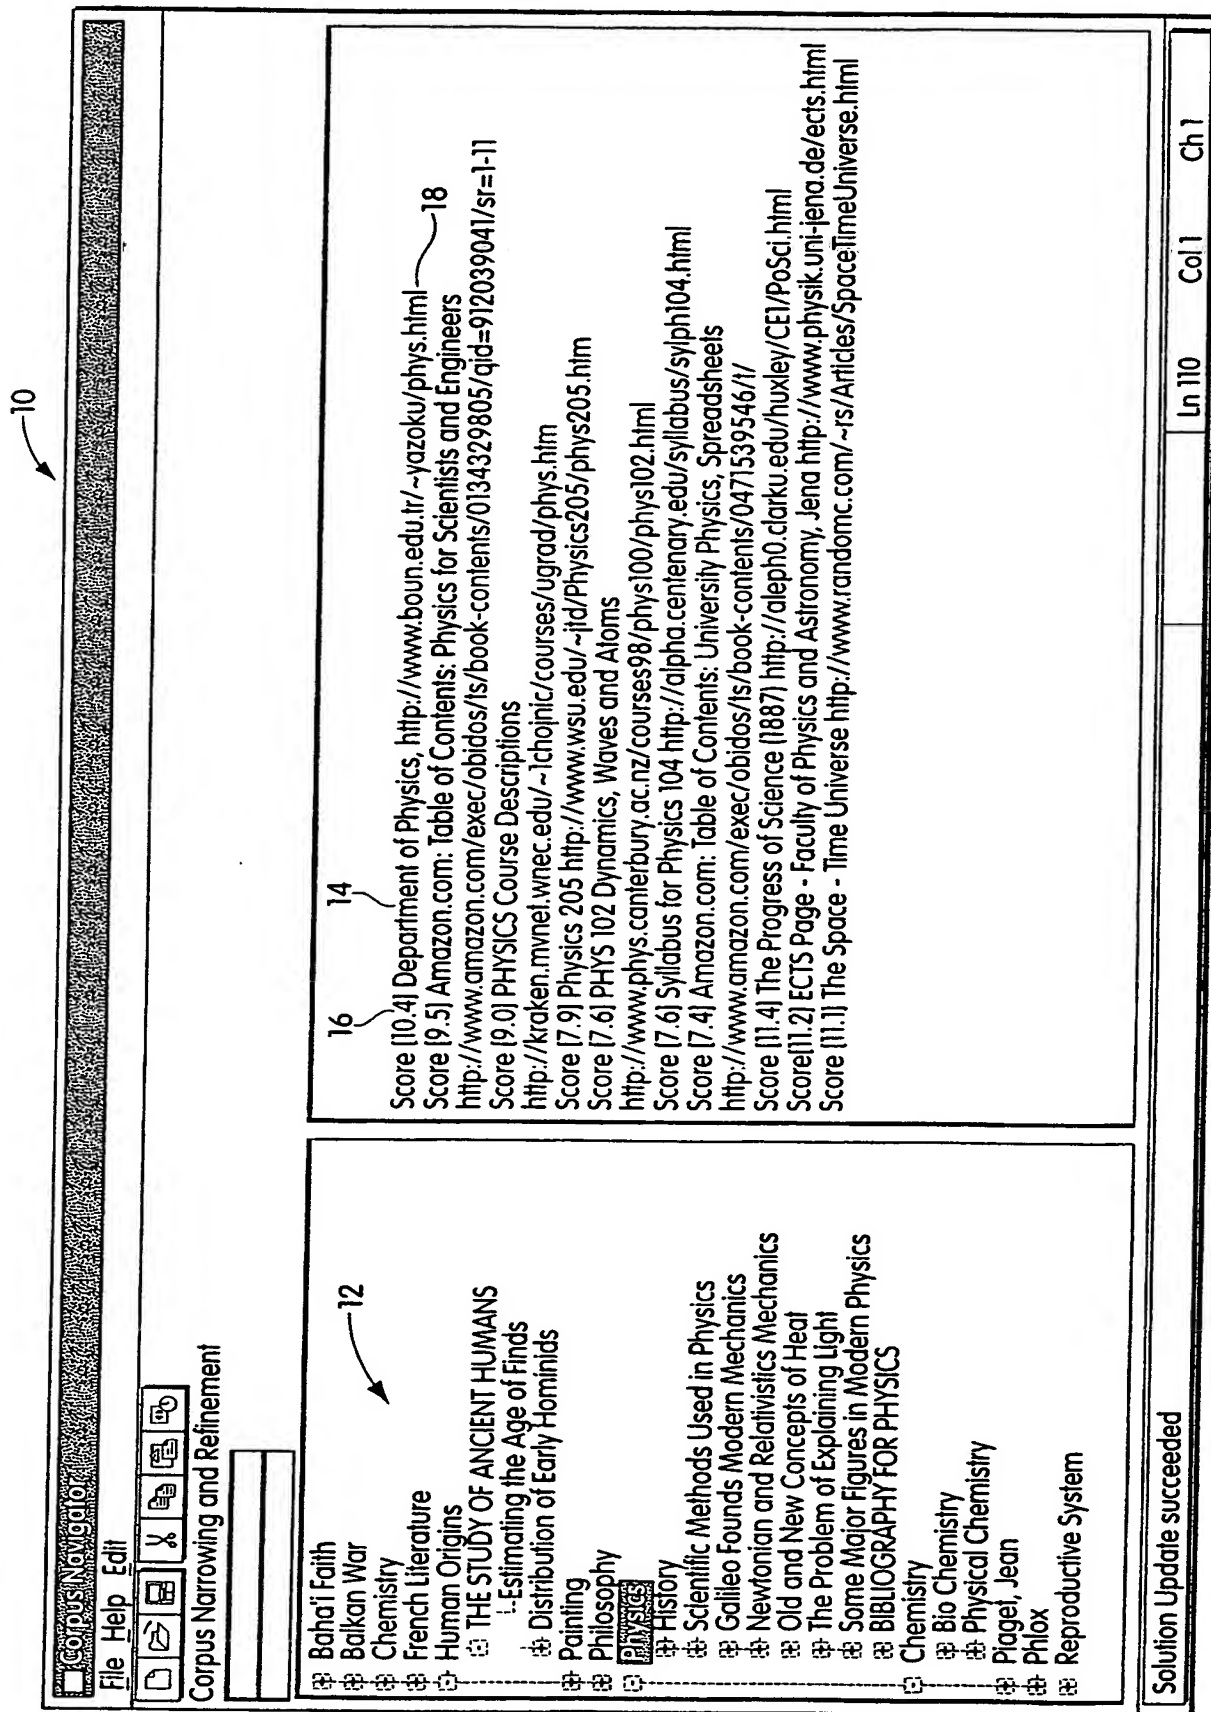 10
Corpus Navigator
File Help Edit
Corpus Narrowing and Refinement
12
Baha'i Faith
Balkan War
Chemistry
French Literature
Human Origins
THE STUDY OF ANCIENT HUMANS
Estimating the Age of Finds
Distribution of Early Hominids
Painting
Philosophy
Physics
History
Scientific Methods Used in Physics
Galileo Founds Modern Mechanics
Newtonian and Relativistics Mechanics
Old and New Concepts of Heat
The Problem of Explaining Light
Some Major Figures in Modern Physics
BIBLIOGRAPHY FOR PHYSICS
Chemistry
Bio Chemistry
Physical Chemistry
Piaget, Jean
Phlox
Reproductive System
16
14
18
Score [10.4] Department of Physics, http://www.boun.edu.tr/~yazoku/phys.html
Score [9.5] Amazon.com: Table of Contents: Physics for Scientists and Engineers
http://www.amazon.com/exec/obidos/ts/book-contents/0134329805/qid=912039041/sr=1-11
Score [9.0] PHYSICS Course Descriptions
http://kraken.mvnet.wnec.edu/~1chojnic/courses/ugrad/phys.htm
Score [7.9] Physics 205 http://www.wsu.edu/~jtd/Physics205/phys205.htm
Score [7.6] PHYS 102 Dynamics, Waves and Atoms
http://www.phys.canterbury.ac.nz/courses98/phys100/phys102.html
Score [7.6] Syllabus for Physics 104 http://alpha.centenary.edu/syllabus/sylph104.html
Score [7.4] Amazon.com: Table of Contents: University Physics, Spreadsheets
http://www.amazon.com/exec/obidos/ts/book-contents/0471539546/t/
Score [11.4] The Progress of Science (1887) http://aleph0.clarku.edu/huxley/CE1/PoSci.html
Score[11.2] ECTS Page - Faculty of Physics and Astronomy, Jena http://www.physik.uni-jena.de/ects.html
Score [11.1] The Space - Time Universe http://www.randomc.com/~rs/Articles/SpaceTimeUniverse.html
Solution Update succeeded
Ln 110 Col 1 Ch 1